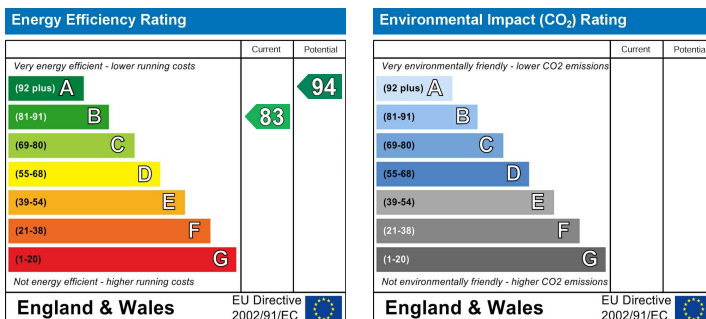 Energy Efficiency Rating
Current Potential
Very energy efficient - lower running costs
(92 plus) A
94
(81-91) B
83
(69-80) C
(55-68) D
(39-54) E
(21-38) F
(1-20) G
Not energy efficient - higher running costs
England & Wales
EU Directive
2002/91/EC
Environmental Impact (CO₂) Rating
Current Potential
Very environmentally friendly - lower CO2 emissions
(92 plus) A
(81-91) B
(69-80) C
(55-68) D
(39-54) E
(21-38) F
(1-20) G
Not environmentally friendly - higher CO2 emissions
England & Wales
EU Directive
2002/91/EC